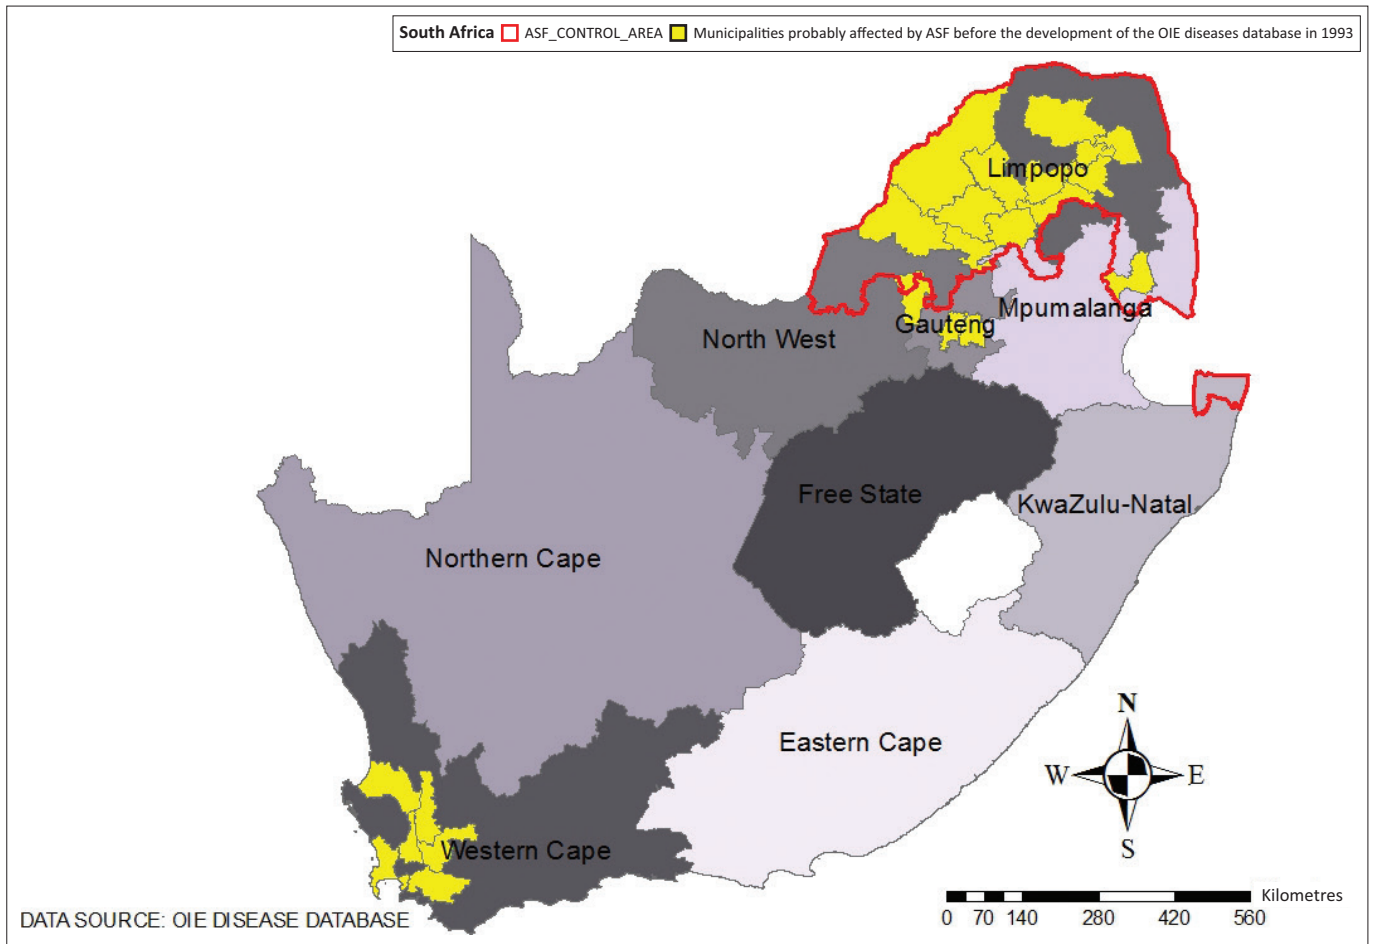 South Africa ASF_CONTROL_AREA Municipalities probably affected by ASF before the development of the OIE diseases database in 1993
Limpopo
Mpumalanga
Gauteng
North West
Free State
KwaZulu-Natal
Northern Cape
Eastern Cape
Western Cape
N
W E
S
Kilometres
0 70 140 280 420 560
DATA SOURCE: OIE DISEASE DATABASE